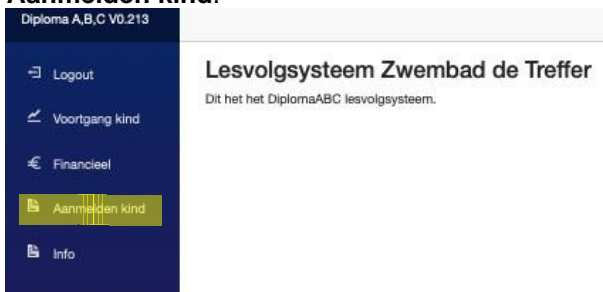 Aanmelden kind.
Diploma A,B,C V0.213
Logout
Voortgang kind
€ Financieel
Aanmelden kind
Info
Lesvolgsysteem Zwembad de Treffer
Dit het het DiplomaABC lesvolgsysteem.